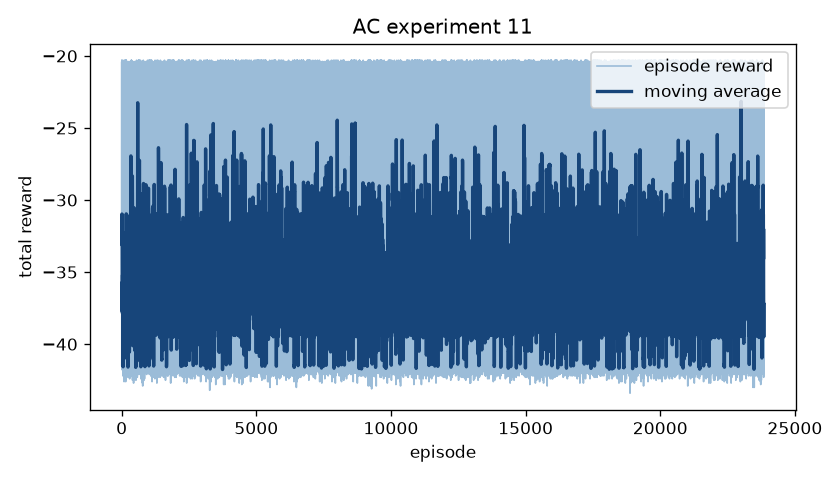 AC experiment 11
episode reward
moving average
total reward
−20
−25
−30
−35
−40
0 5000 10000 15000 20000 25000
episode